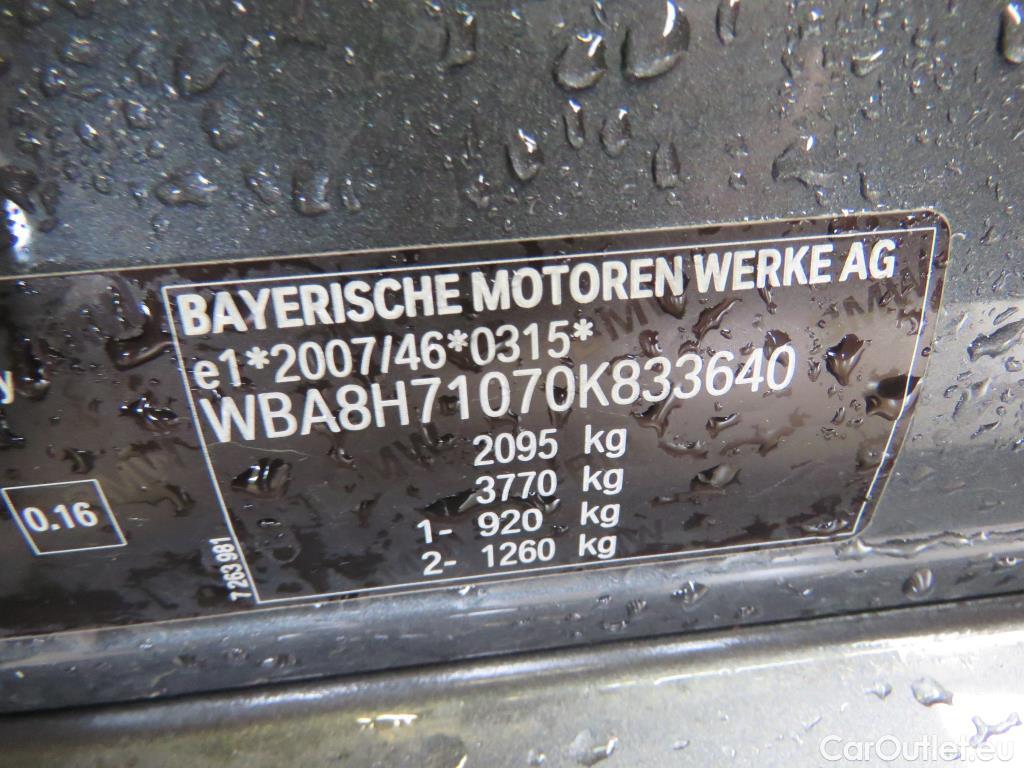 BAYERISCHE MOTOREN WERKE AG
e1*2007/46*0315*
WBA8H71070K833640
2095 kg
3770 kg
1- 920 kg
2- 1260 kg
y
0.16
7 263 981
CarOutlet.eu